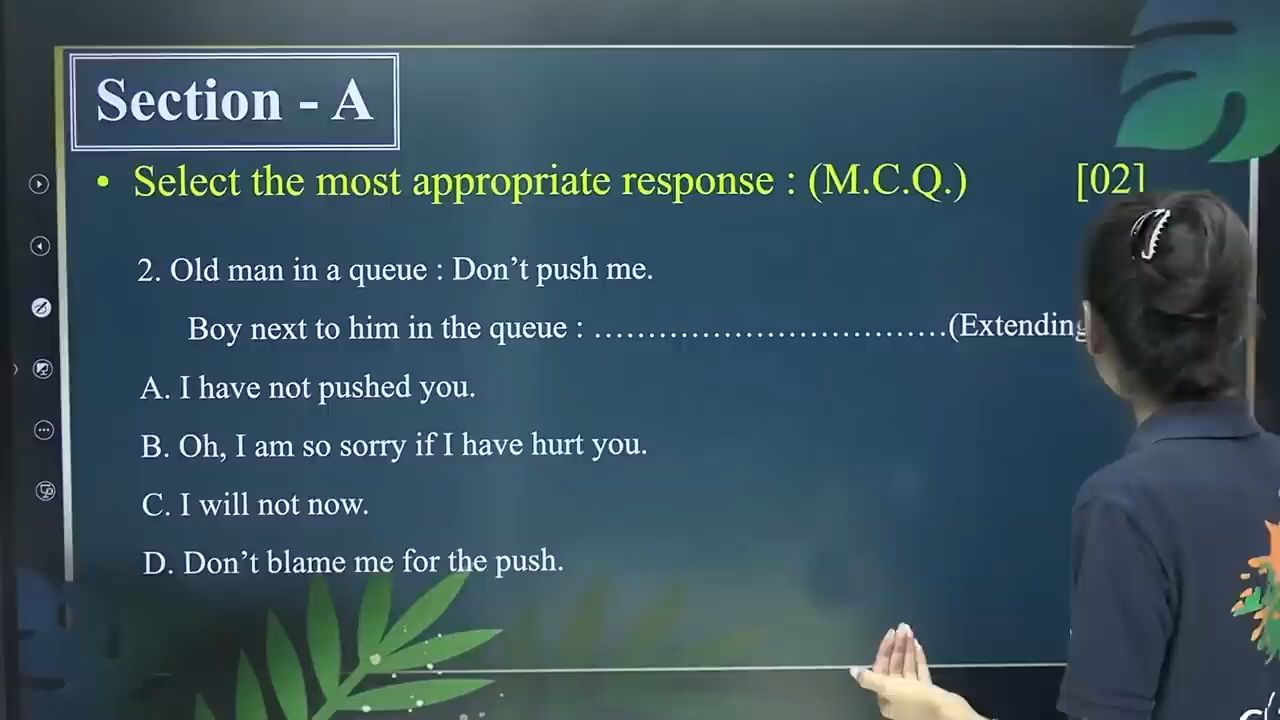 Section - A
• Select the most appropriate response : (M.C.Q.) [02]
2. Old man in a queue : Don’t push me.
Boy next to him in the queue : .................................(Extending
A. I have not pushed you.
B. Oh, I am so sorry if I have hurt you.
C. I will not now.
D. Don’t blame me for the push.